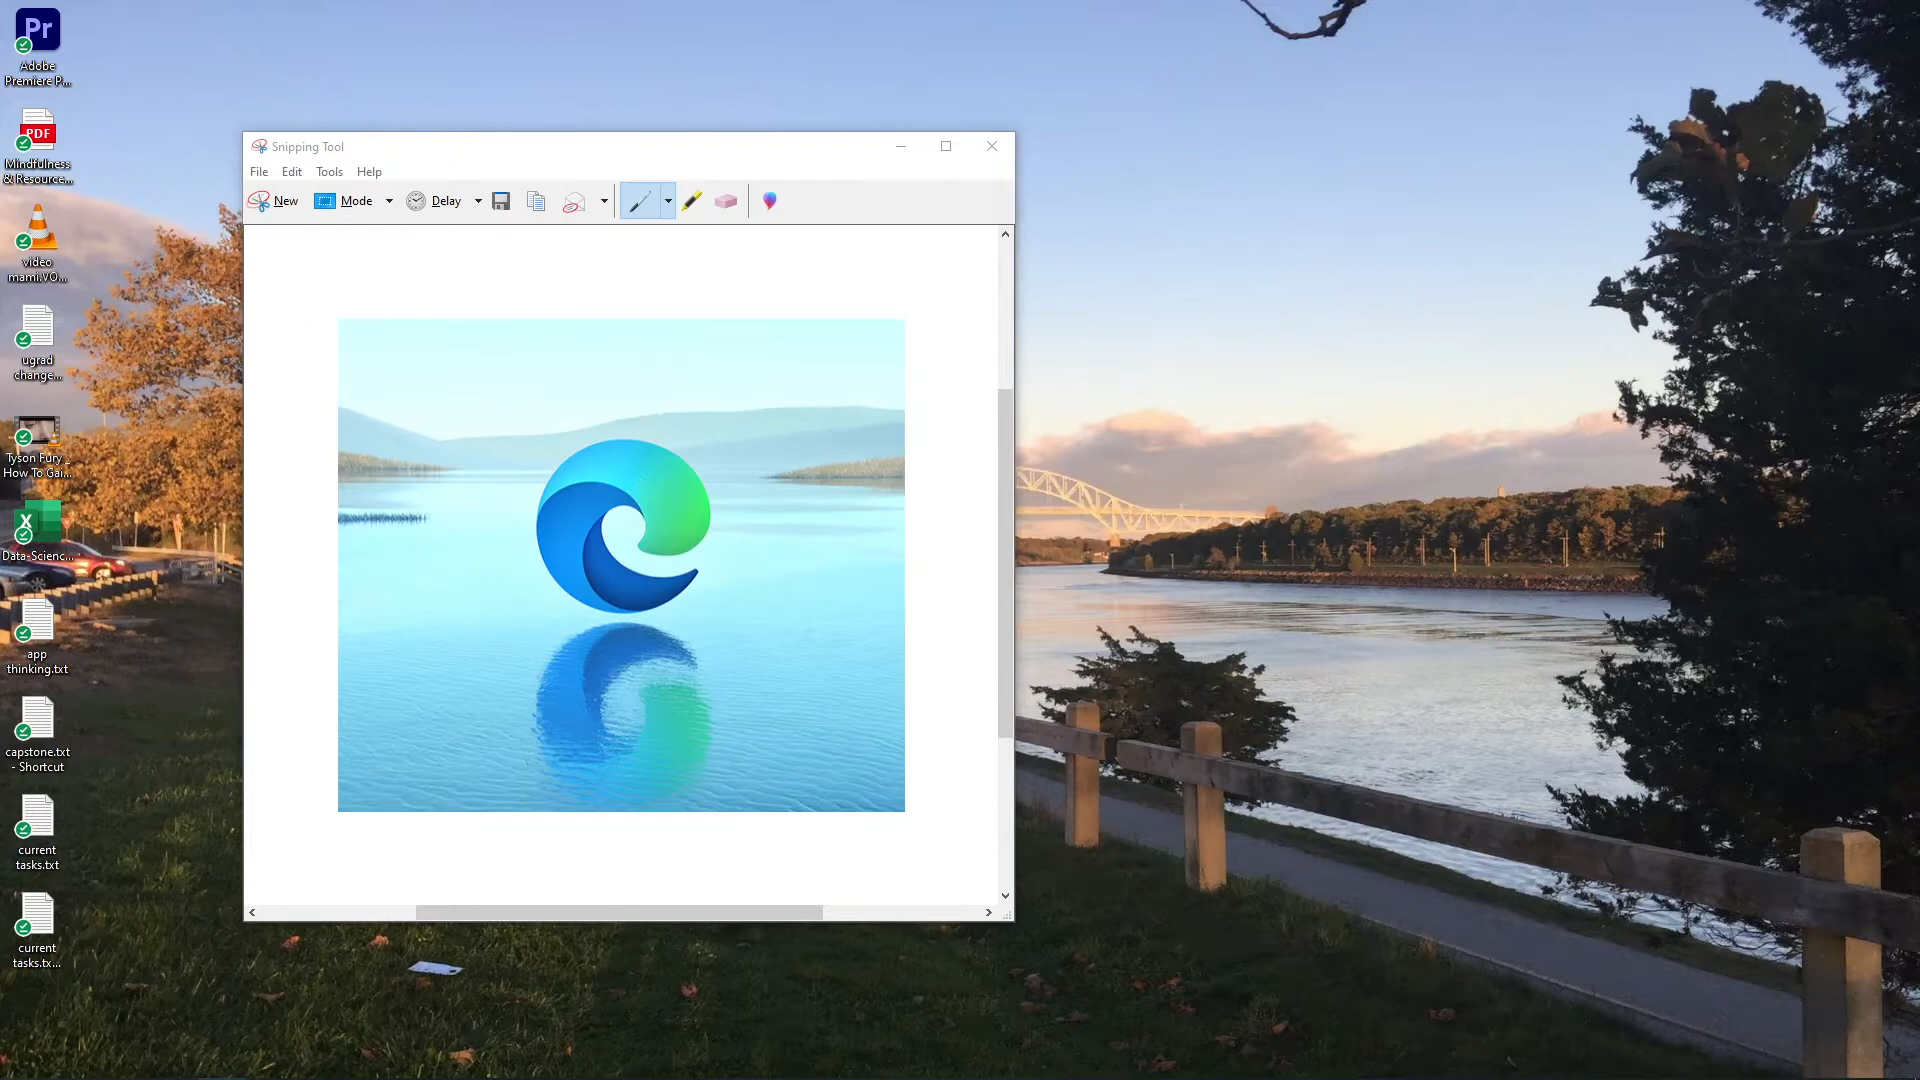 Pr
Adobe
Premiere P...
PDF
Mindfulness
& Resource...
video
mami.VO...
ugrad
change...
Tyson Fury _
How To Gai...
X
Data-Scienc...
app
thinking.txt
capstone.txt
- Shortcut
current
tasks.txt
current
tasks.tx...
Snipping Tool
File Edit Tools Help
New Mode Delay